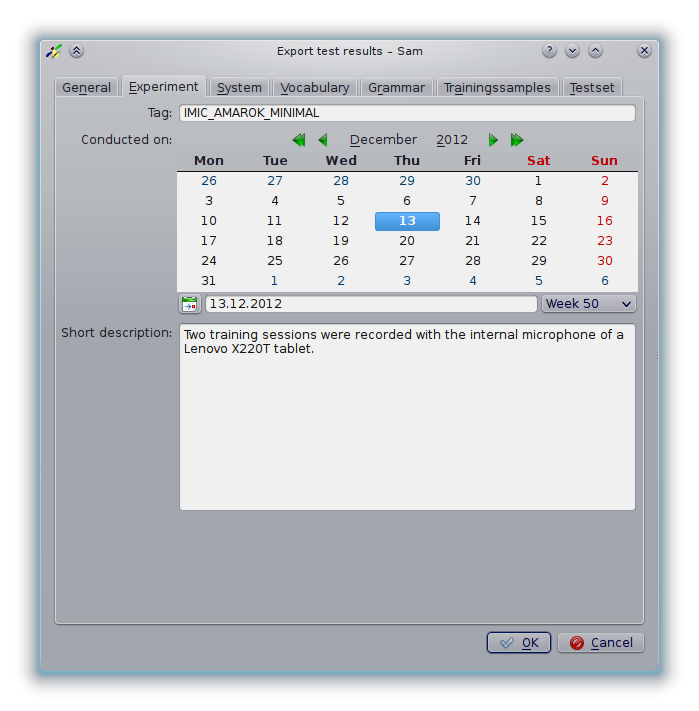 Export test results – Sam
General Experiment System Vocabulary Grammar Trainingssamples Testset
Tag: IMIC_AMAROK_MINIMAL
Conducted on: December 2012
Mon Tue Wed Thu Fri Sat Sun
26 27 28 29 30 1 2
3 4 5 6 7 8 9
10 11 12 13 14 15 16
17 18 19 20 21 22 23
24 25 26 27 28 29 30
31 1 2 3 4 5 6
13.12.2012 Week 50
Short description: Two training sessions were recorded with the internal microphone of a
Lenovo X220T tablet.
OK Cancel